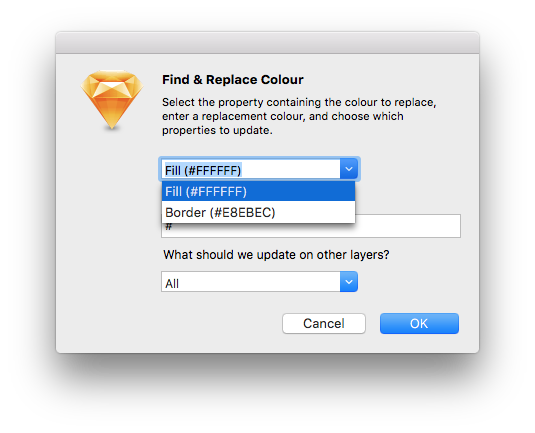 Find & Replace Colour
Select the property containing the colour to replace,
enter a replacement colour, and choose which
properties to update.
Fill (#FFFFFF)
Fill (#FFFFFF)
Border (#E8EBEC)
#
What should we update on other layers?
All
Cancel
OK